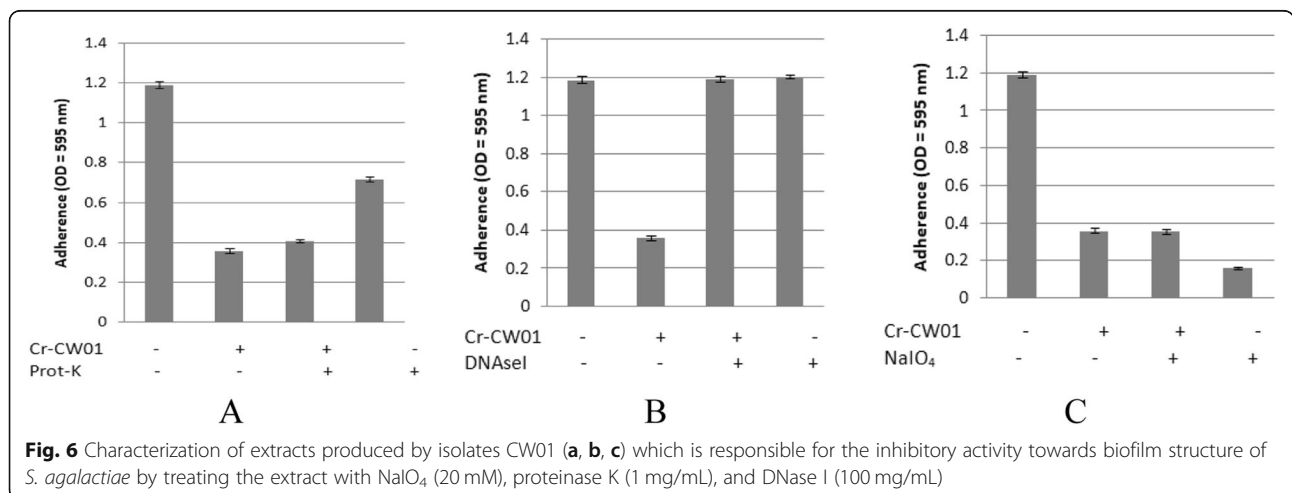 1.4
1.2
1
0.8
0.6
0.4
0.2
0
Adherence (OD = 595 nm)
Cr-CW01 - + + -
Prot-K - - + +
A
1.4
1.2
1
0.8
0.6
0.4
0.2
0
Adherence (OD = 595 nm)
Cr-CW01 - + + -
DNAseI - - + +
B
1.4
1.2
1
0.8
0.6
0.4
0.2
0
Adherence (OD = 595 nm)
Cr-CW01 - + + -
NaIO₄ - - + +
C
Fig. 6 Characterization of extracts produced by isolates CW01 (a, b, c) which is responsible for the inhibitory activity towards biofilm structure of
S. agalactiae by treating the extract with NaIO₄ (20 mM), proteinase K (1 mg/mL), and DNase I (100 mg/mL)